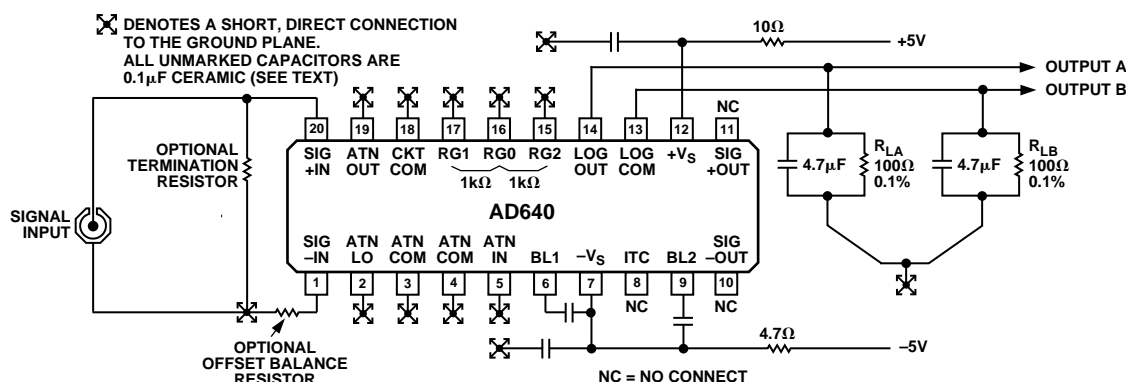 DENOTES A SHORT, DIRECT CONNECTION
TO THE GROUND PLANE.
ALL UNMARKED CAPACITORS ARE
0.1µF CERAMIC (SEE TEXT)
10Ω
+5V
OUTPUT A
OUTPUT B
NC
20 19 18 17 16 15 14 13 12 11
SIG +IN
ATN OUT
CKT COM
RG1
RG0
RG2
LOG OUT
LOG COM
+VS
SIG +OUT
1kΩ 1kΩ
AD640
OPTIONAL
TERMINATION
RESISTOR
SIGNAL
INPUT
4.7µF
RLA
100Ω
0.1%
4.7µF
RLB
100Ω
0.1%
SIG –IN
ATN LO
ATN COM
ATN COM
ATN IN
BL1
–VS
ITC
BL2
SIG –OUT
1 2 3 4 5 6 7 8 9 10
NC
NC
OPTIONAL
OFFSET BALANCE
RESISTOR
4.7Ω
–5V
NC = NO CONNECT